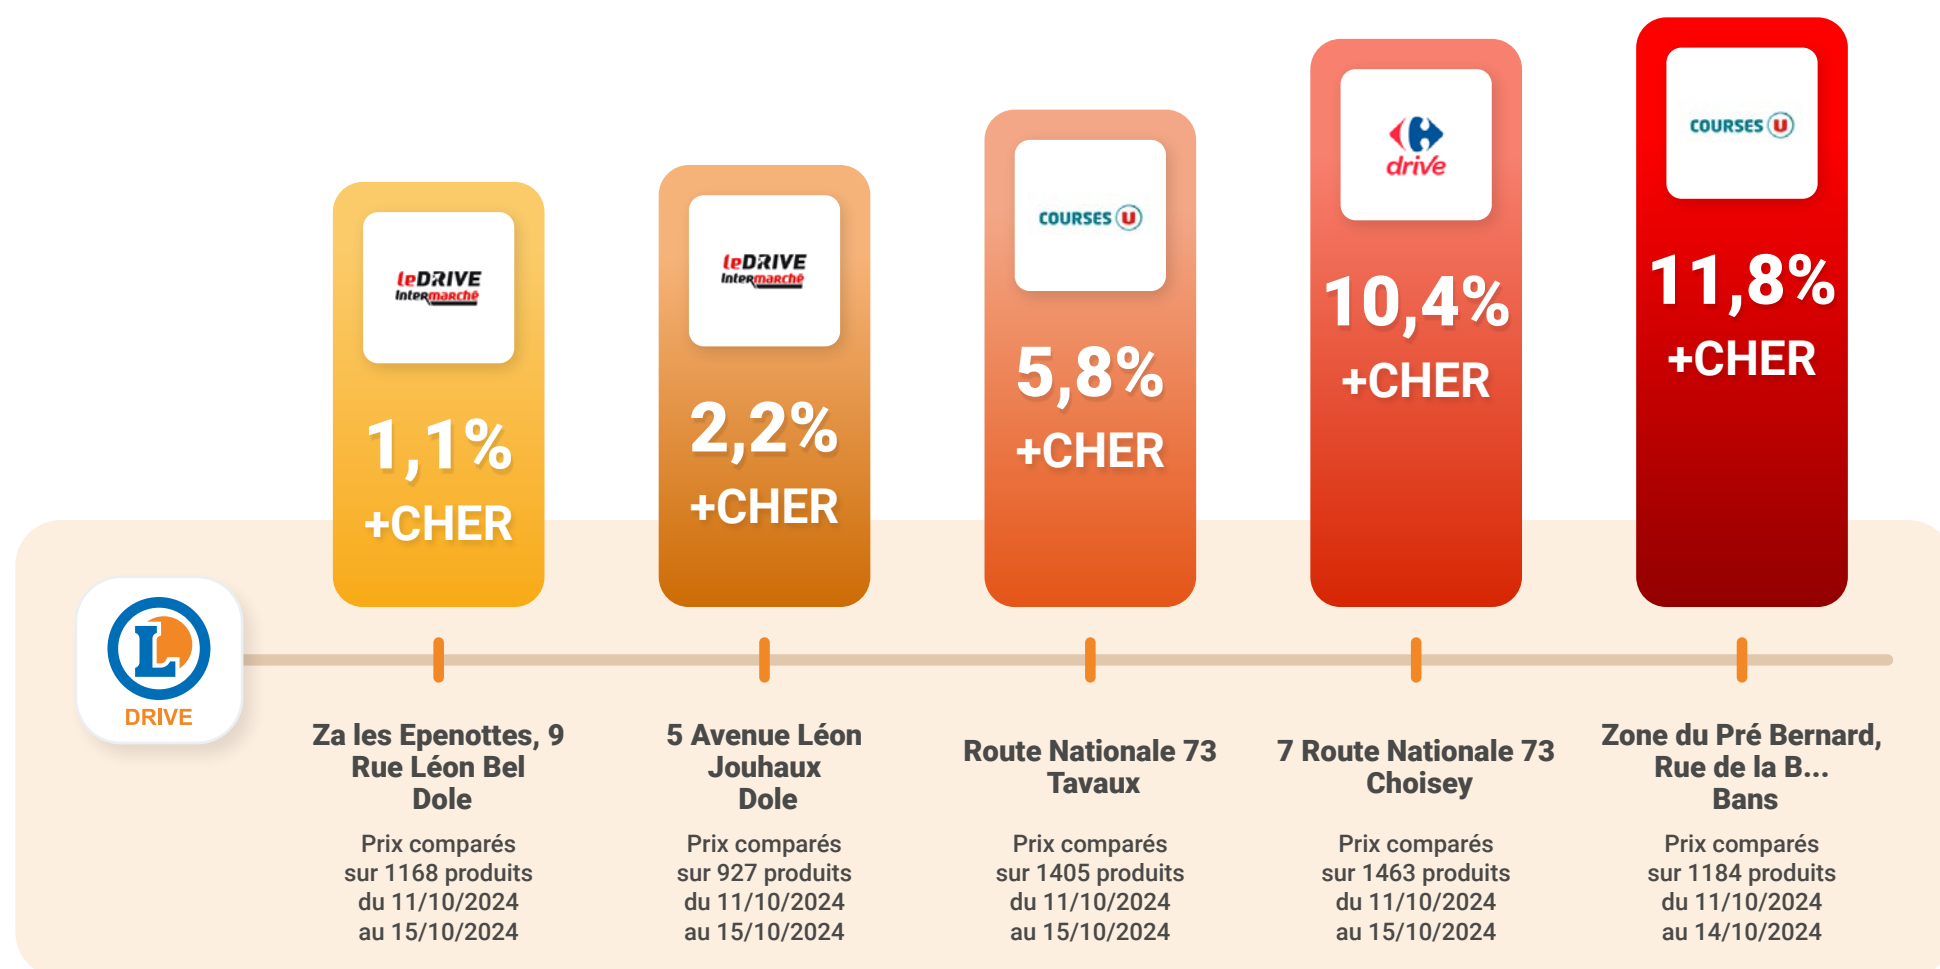 leDRIVE
Intermarché
1,1%
+CHER
leDRIVE
Intermarché
2,2%
+CHER
COURSES U
5,8%
+CHER
drive
10,4%
+CHER
COURSES U
11,8%
+CHER
L
DRIVE
Za les Epenottes, 9
Rue Léon Bel
Dole
Prix comparés
sur 1168 produits
du 11/10/2024
au 15/10/2024
5 Avenue Léon
Jouhaux
Dole
Prix comparés
sur 927 produits
du 11/10/2024
au 15/10/2024
Route Nationale 73
Tavaux
Prix comparés
sur 1405 produits
du 11/10/2024
au 15/10/2024
7 Route Nationale 73
Choisey
Prix comparés
sur 1463 produits
du 11/10/2024
au 15/10/2024
Zone du Pré Bernard,
Rue de la B...
Bans
Prix comparés
sur 1184 produits
du 11/10/2024
au 14/10/2024